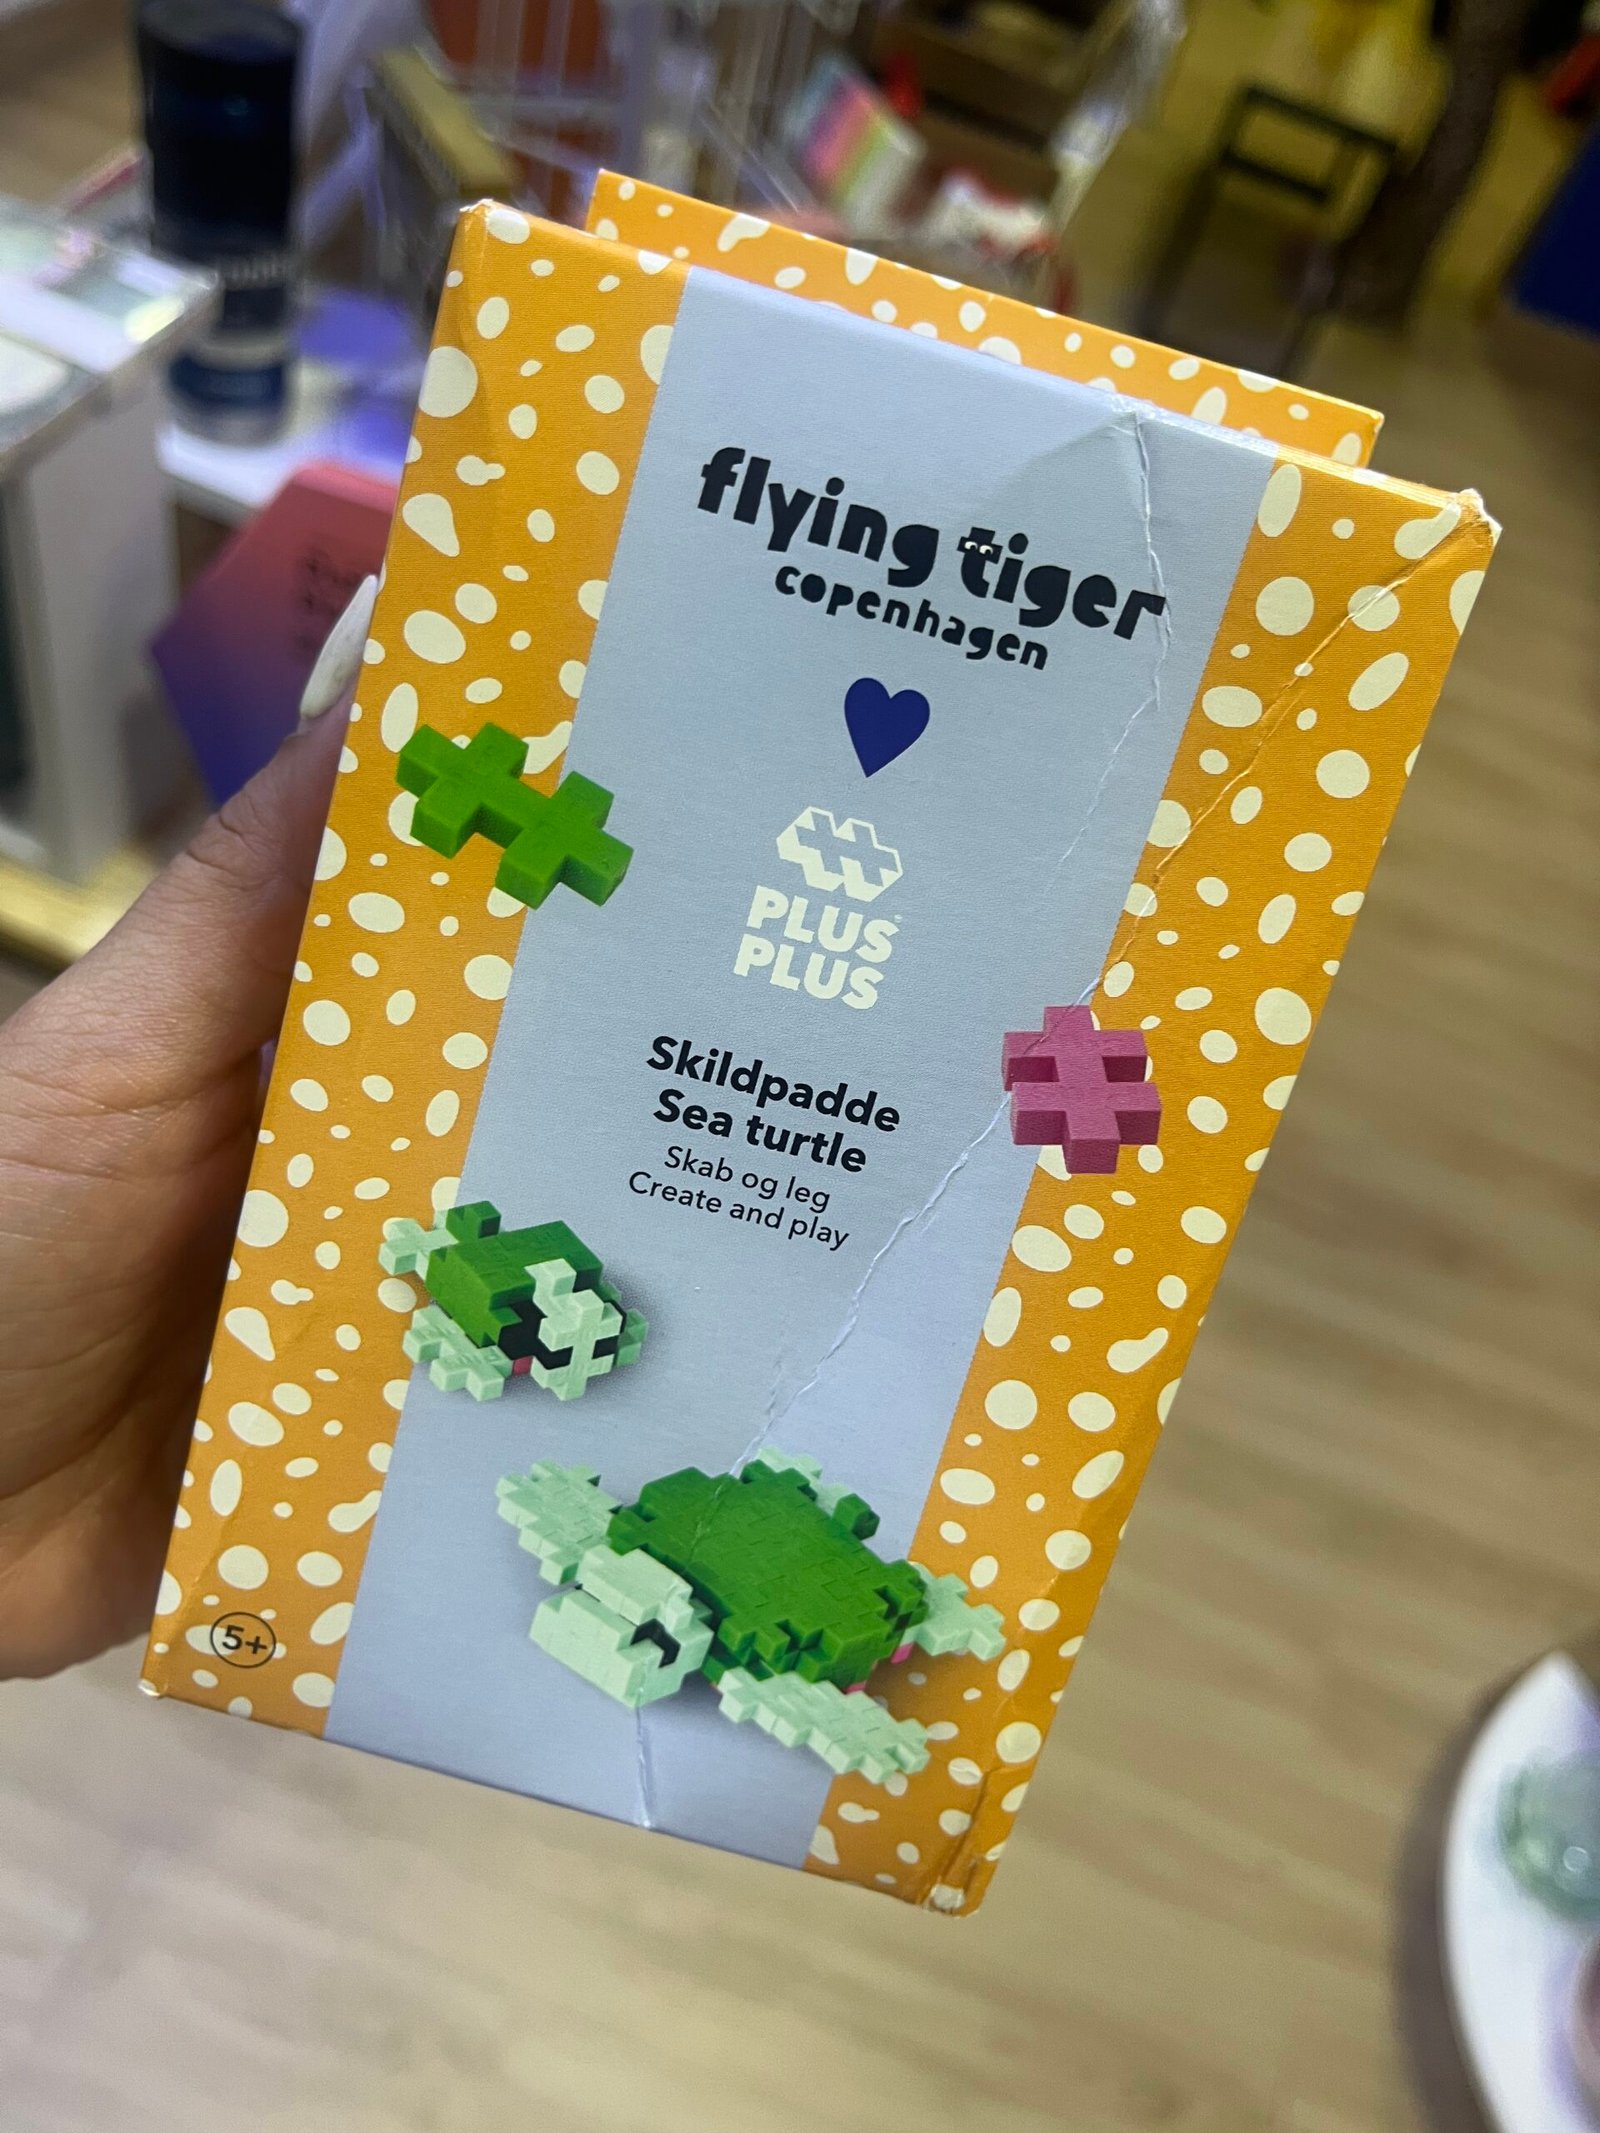 flying tiger
copenhagen
PLUS
PLUS
Skildpadde
Sea turtle
Skab og leg
Create and play
5+